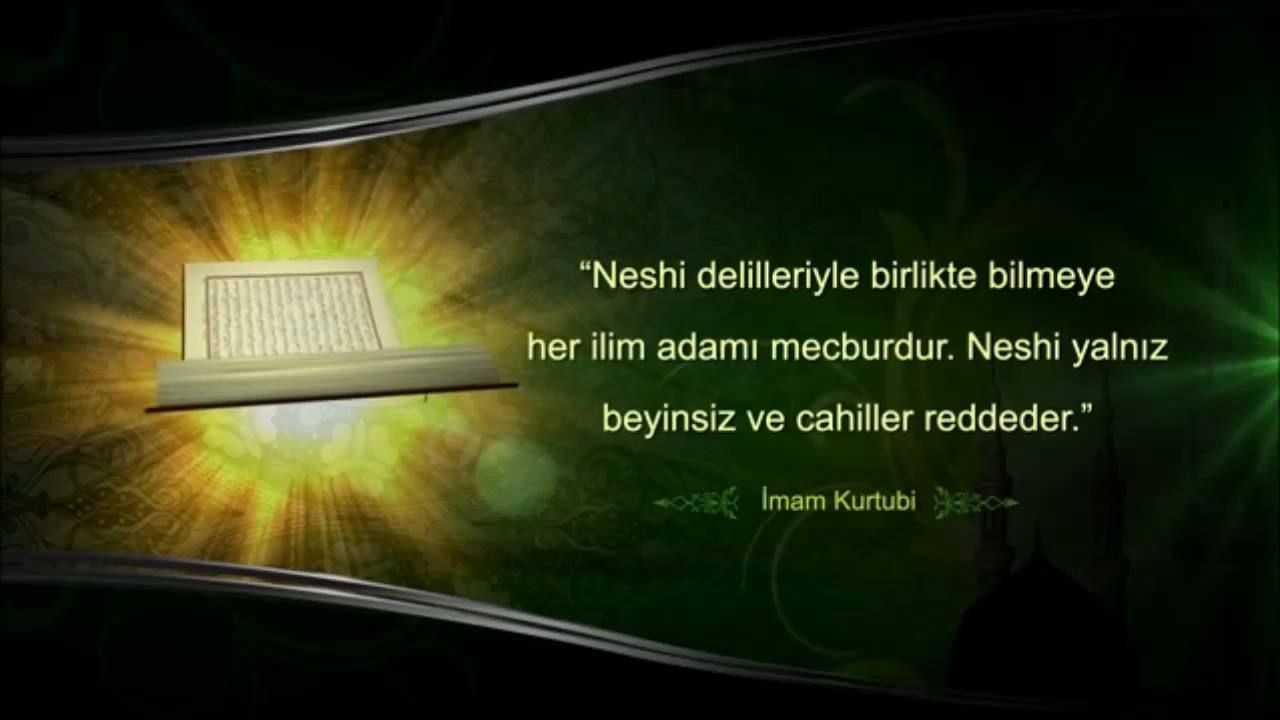 “Neshi delilleriyle birlikte bilmeye
her ilim adamı mecburdur. Neshi yalnız
beyinsiz ve cahiller reddeder.”
İmam Kurtubi